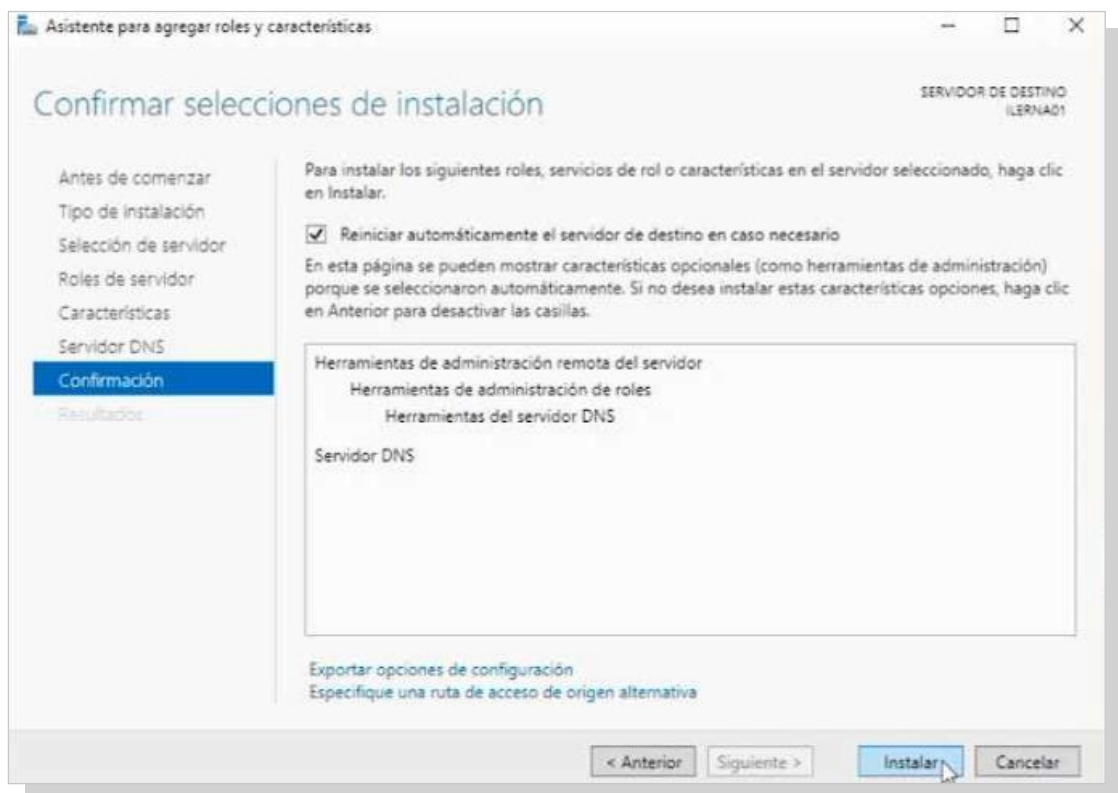 Asistente para agregar roles y características
Confirmar selecciones de instalación
SERVIDOR DE DESTINO
ILERNA01
Antes de comenzar
Tipo de instalación
Selección de servidor
Roles de servidor
Características
Servidor DNS
Confirmación
Resultados
Para instalar los siguientes roles, servicios de rol o características en el servidor seleccionado, haga clic
en Instalar.
Reiniciar automáticamente el servidor de destino en caso necesario
En esta página se pueden mostrar características opcionales (como herramientas de administración)
porque se seleccionaron automáticamente. Si no desea instalar estas características opciones, haga clic
en Anterior para desactivar las casillas.
Herramientas de administración remota del servidor
Herramientas de administración de roles
Herramientas del servidor DNS
Servidor DNS
Exportar opciones de configuración
Especifique una ruta de acceso de origen alternativa
< Anterior
Siguiente >
Instalar
Cancelar